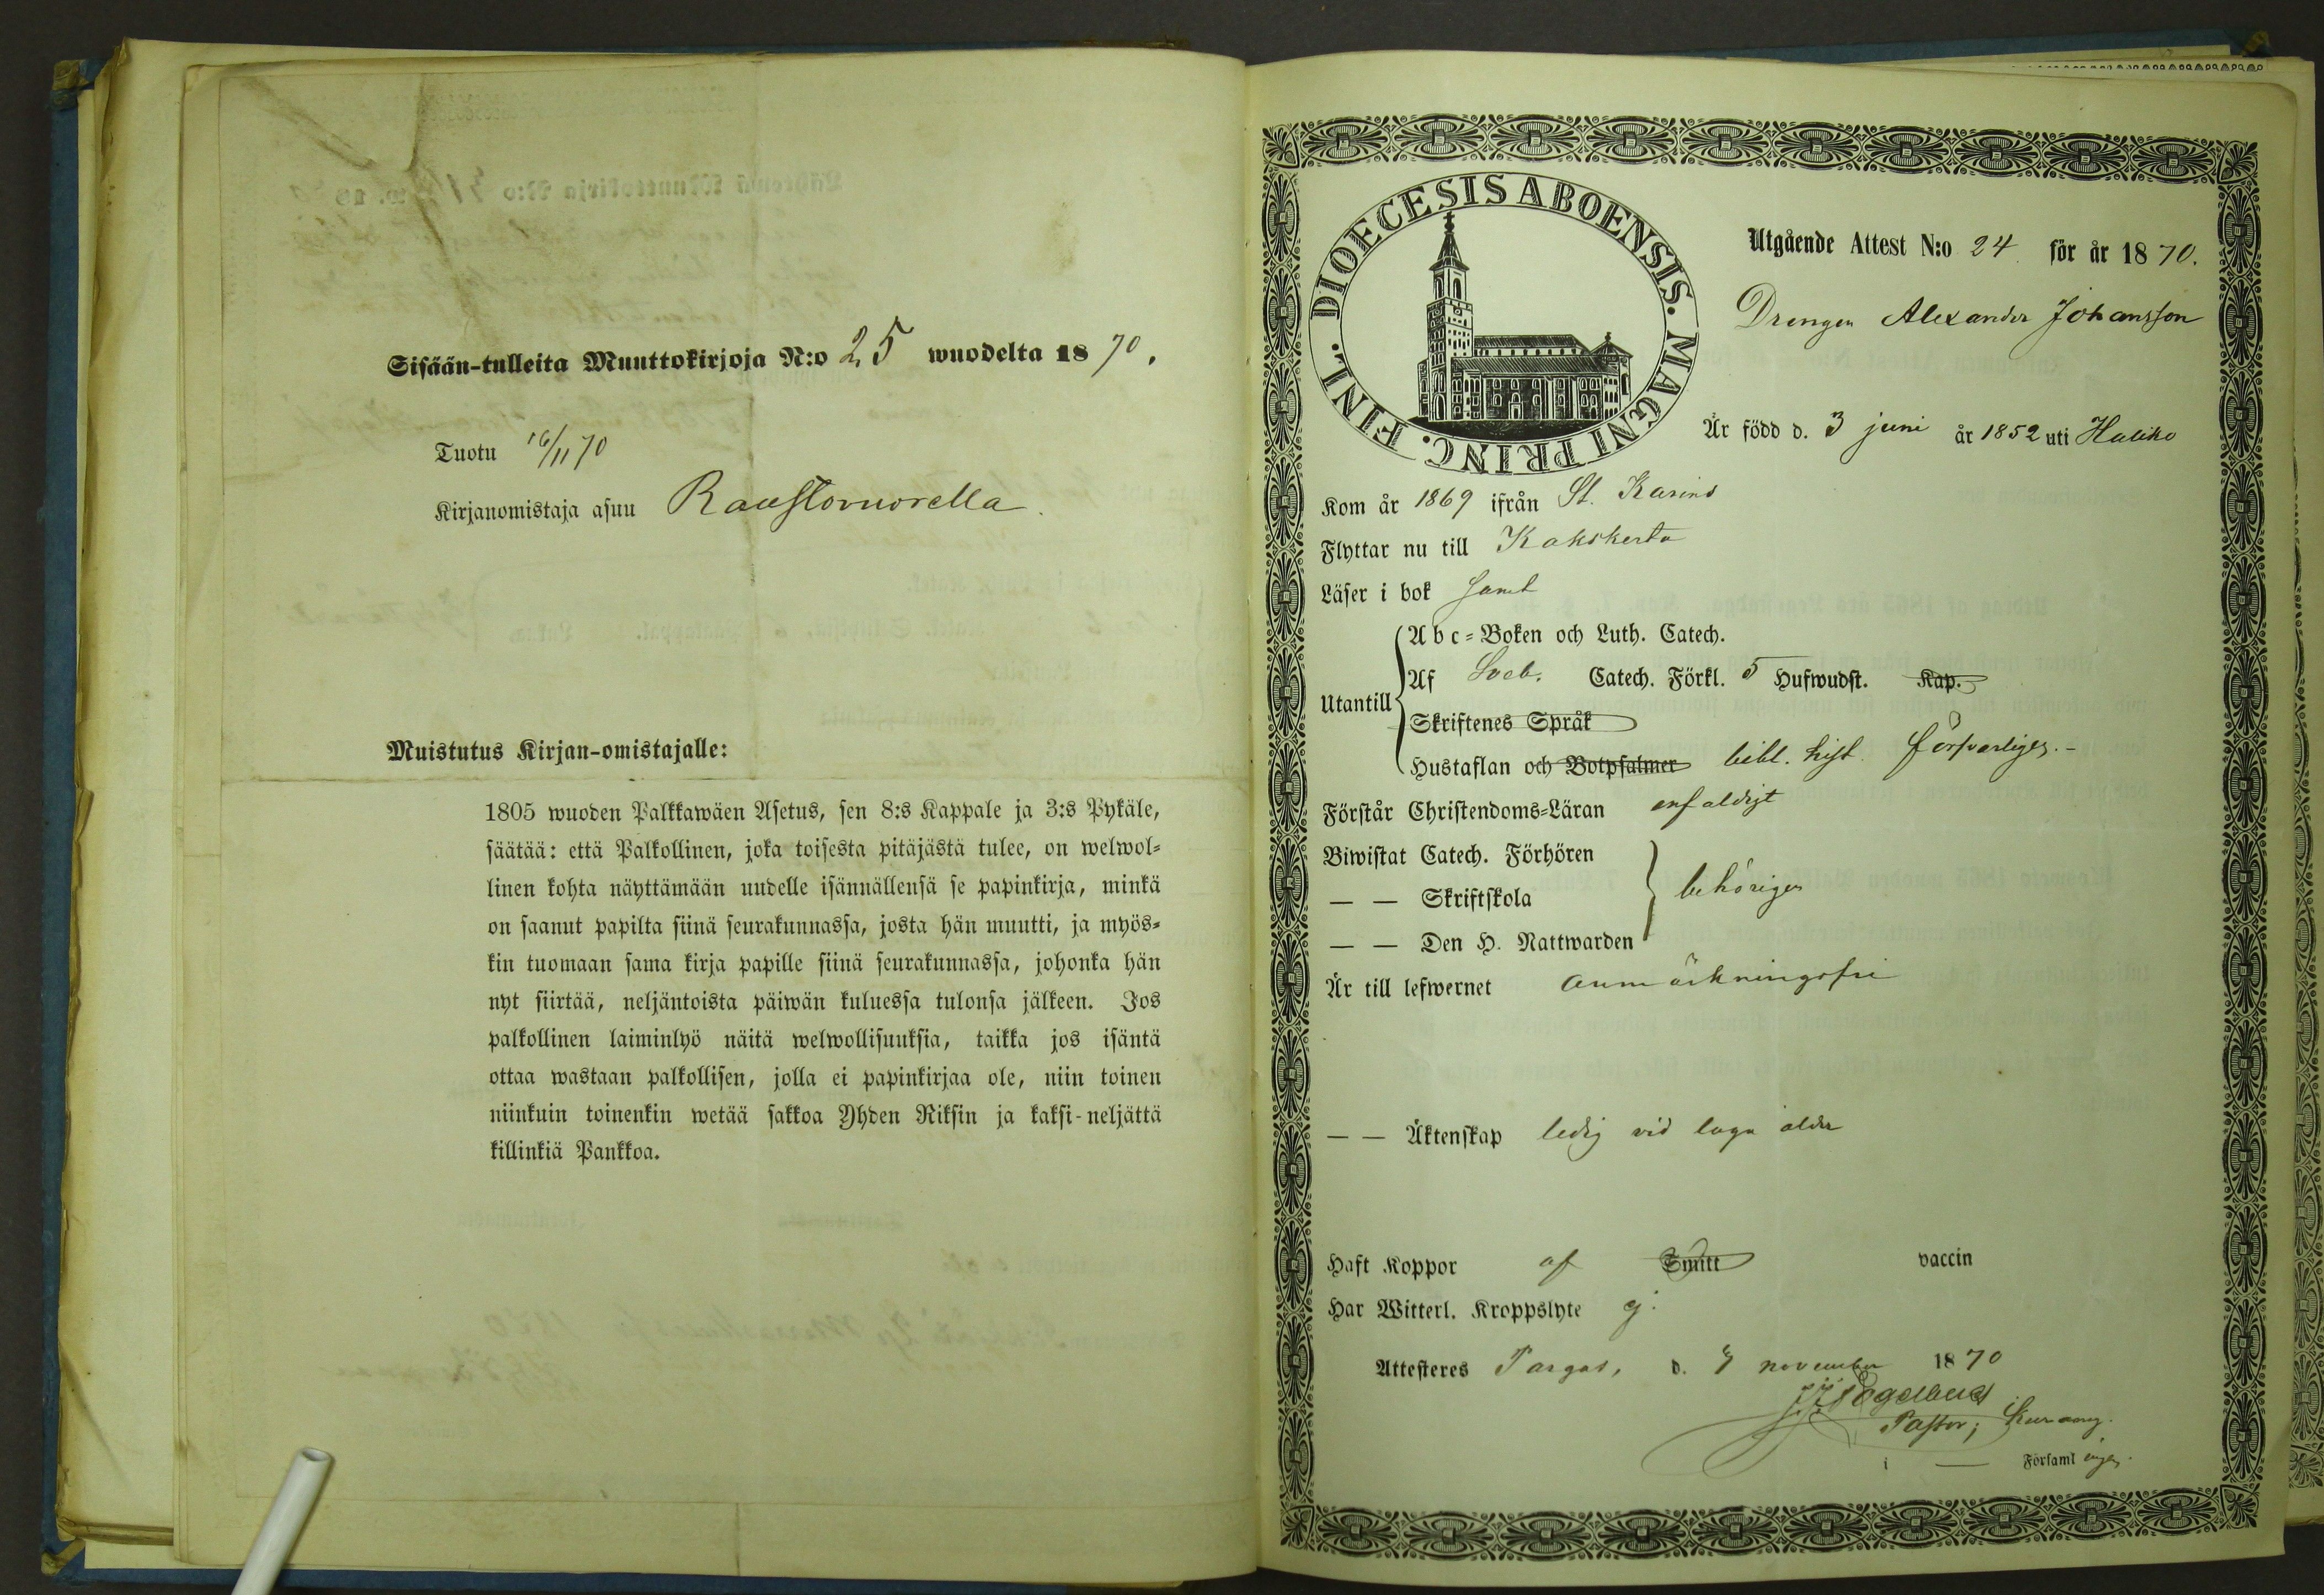 Sisään-tulleita Muuttokirjoja N:o 25 wuodelta 1870.
Tuotu 16/11 70
Kirjanomistaja asuu
Muistutus Kirjan-omistajalle:
1805 wuoden Palkkawäen Asetus, sen 8:s Kappale ja 3:s Pykäle,
säätää: että Palkollinen, joka toisesta pitäjästä tulee, on welwol=
linen kohta näyttämään uudelle isännällensä se papinkirja, minkä
on saanut papilta siinä seurakunnassa, josta hän muutti, ja myös=
kin tuomaan sama kirja papille siinä seurakunnassa, johonka hän
nyt siirtää, neljäntoista päiwän kuluessa tulonsa jälkeen. Jos
palkollinen laiminlyö näitä welwollisuuksia, taikka jos isäntä
ottaa wastaan palkollisen, jolla ei papinkirjaa ole, niin toinen
niinkuin toinenkin wetää sakkoa Yhden Riksin ja kaksi-neljättä
killinkiä Pankkoa.
DIOECESIS ABOENSIS. MAGNI PRINC. FINL.
Utgående Attest N:o 24 för år 1870.
Drengen Alexander Johansson
Är född d. 3 juni år 1852 uti Haliko
Kom år 1869 ifrån St. Karins
Flyttar nu till Kakskerta
Läser i bok samt
Abc=Boken och Luth. Catech.
Utantill
Af Sveb. Catech. Förkl. 5 Hufwudst. Kap.
Skriftenes Språk
Hustaflan och Botpsalmer bibl. hist. försvarligen.-
Förstår Christendoms=Läran enfaldigt
Biwistat Catech. Förhören
— — Skriftskola behörigen
— — Den H. Nattwarden
Är till lefwernet anmärkningsfri
— — Äktenskap ledig vid laga ålder
Haft Koppor af Smitt vaccin
Har Witterl. Kroppslyte ej.
Attesteres Pargas, d. november 1870
Pastor,
i — Församlingen.